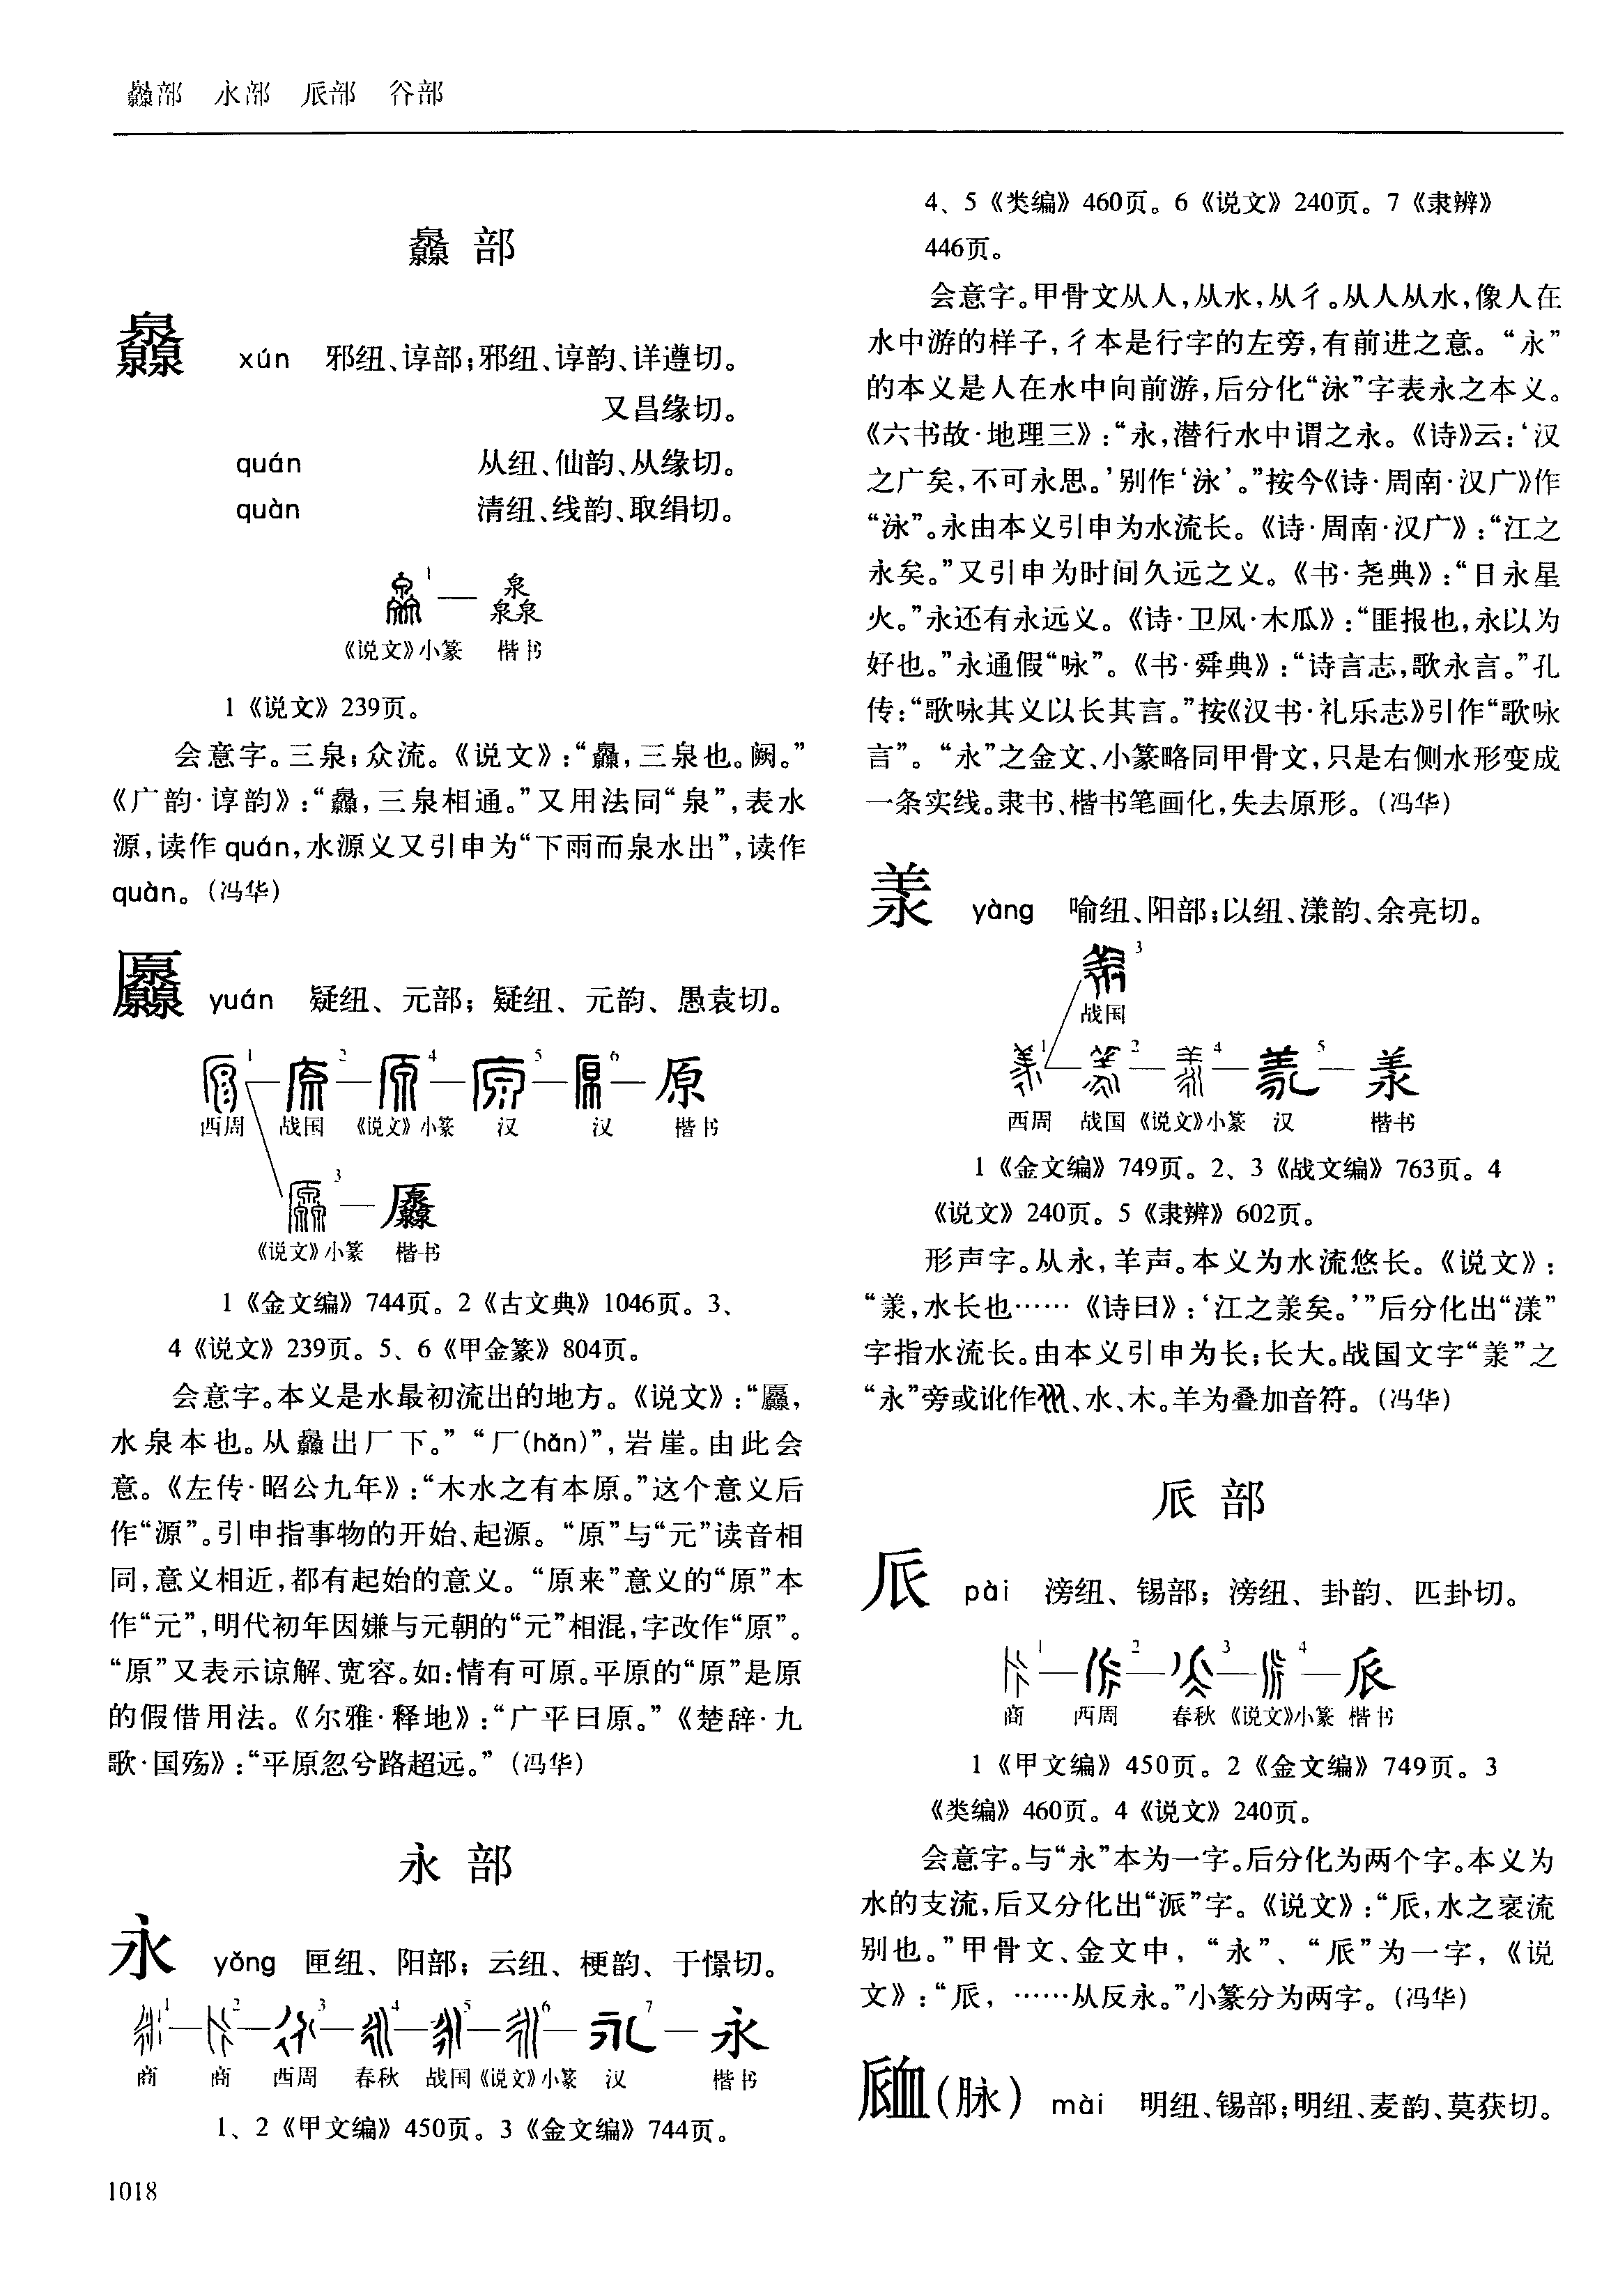 灥部 永部 𠂢部 谷部
灥 部
灥 xún 邪纽、谆部;邪纽、谆韵、详遵切。
又昌缘切。
quán 从纽、仙韵、从缘切。
quàn 清纽、线韵、取绢切。
1 — 灥
《说文》小篆 楷书
1《说文》239页。
会意字。三泉;众流。《说文》:“灥,三泉也。阙。”
《广韵·谆韵》:“灥,三泉相通。”又用法同“泉”,表水
源,读作 quán,水源义又引申为“下雨而泉水出”,读作
quàn。(冯华)
厵 yuán 疑纽、元部;疑纽、元韵、愚袁切。
1 — 2 — 4 — 5 — 6 — 原
西周 战国 《说文》小篆 汉 汉 楷书
3 — 厵
《说文》小篆 楷书
1《金文编》744页。2《古文典》1046页。3、
4《说文》239页。5、6《甲金篆》804页。
会意字。本义是水最初流出的地方。《说文》:“厵,
水泉本也。从灥出厂下。”“厂(hǎn)”,岩崖。由此会
意。《左传·昭公九年》:“木水之有本原。”这个意义后
作“源”。引申指事物的开始、起源。“原”与“元”读音相
同,意义相近,都有起始的意义。“原来”意义的“原”本
作“元”,明代初年因嫌与元朝的“元”相混,字改作“原”。
“原”又表示谅解、宽容。如:情有可原。平原的“原”是原
的假借用法。《尔雅·释地》:“广平曰原。”《楚辞·九
歌·国殇》:“平原忽兮路超远。”(冯华)
永 部
永 yǒng 匣纽、阳部;云纽、梗韵、于憬切。
1 — 2 — 3 — 4 — 5 — 6 — 7 — 永
商 商 西周 春秋 战国 《说文》小篆 汉 楷书
1、2《甲文编》450页。3《金文编》744页。
4、5《类编》460页。6《说文》240页。7《隶辨》
446页。
会意字。甲骨文从人,从水,从彳。从人从水,像人在
水中游的样子,彳本是行字的左旁,有前进之意。“永”
的本义是人在水中向前游,后分化“泳”字表永之本义。
《六书故·地理三》:“永,潜行水中谓之永。《诗》云:‘汉
之广矣,不可永思。’别作‘泳’。”按今《诗·周南·汉广》作
“泳”。永由本义引申为水流长。《诗·周南·汉广》:“江之
永矣。”又引申为时间久远之义。《书·尧典》:“日永星
火。”永还有永远义。《诗·卫风·木瓜》:“匪报也,永以为
好也。”永通假“咏”。《书·舜典》:“诗言志,歌永言。”孔
传:“歌咏其义以长其言。”按《汉书·礼乐志》引作“歌咏
言”。“永”之金文、小篆略同甲骨文,只是右侧水形变成
一条实线。隶书、楷书笔画化,失去原形。(冯华)
羕 yàng 喻纽、阳部;以纽、漾韵、余亮切。
3
战国
1 — 2 — 4 — 5 — 羕
西周 战国 《说文》小篆 汉 楷书
1《金文编》749页。2、3《战文编》763页。4
《说文》240页。5《隶辨》602页。
形声字。从永,羊声。本义为水流悠长。《说文》:
“羕,水长也……《诗曰》:‘江之羕矣。’”后分化出“漾”
字指水流长。由本义引申为长;长大。战国文字“羕”之
“永”旁或讹作、水、木。羊为叠加音符。(冯华)
𠂢 部
𠂢 pài 滂纽、锡部;滂纽、卦韵、匹卦切。
1 — 2 — 3 — 4 — 𠂢
商 西周 春秋 《说文》小篆 楷书
1《甲文编》450页。2《金文编》749页。3
《类编》460页。4《说文》240页。
会意字。与“永”本为一字。后分化为两个字。本义为
水的支流,后又分化出“派”字。《说文》:“𠂢,水之衺流
别也。”甲骨文、金文中,“永”、“𠂢”为一字,《说
文》:“𠂢,……从反永。”小篆分为两字。(冯华)
𧖴(脉) mài 明纽、锡部;明纽、麦韵、莫获切。
1018